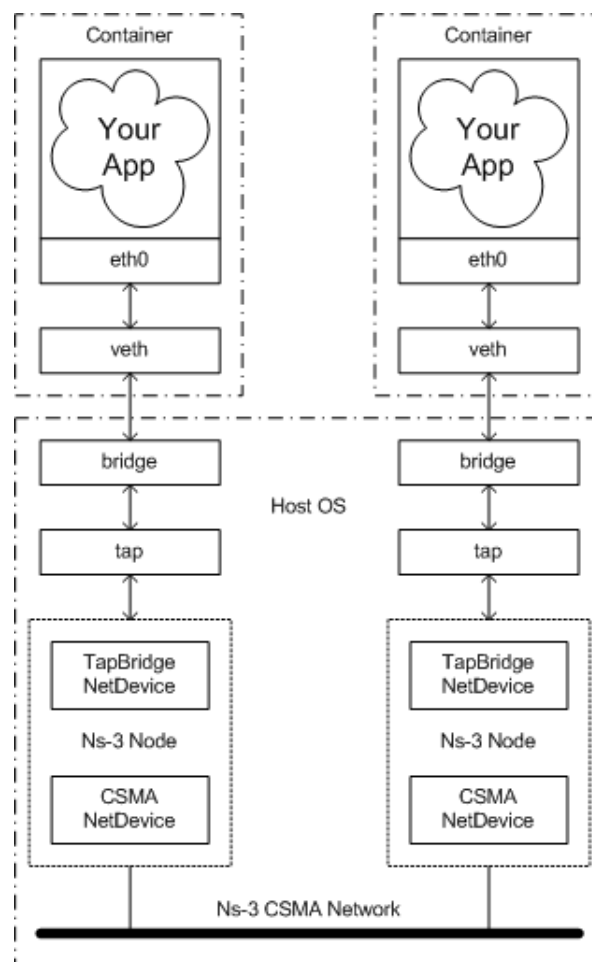 Container
Container
Your
App
Your
App
eth0
eth0
veth
veth
bridge
bridge
Host OS
tap
tap
TapBridge
NetDevice
TapBridge
NetDevice
Ns-3 Node
Ns-3 Node
CSMA
NetDevice
CSMA
NetDevice
Ns-3 CSMA Network